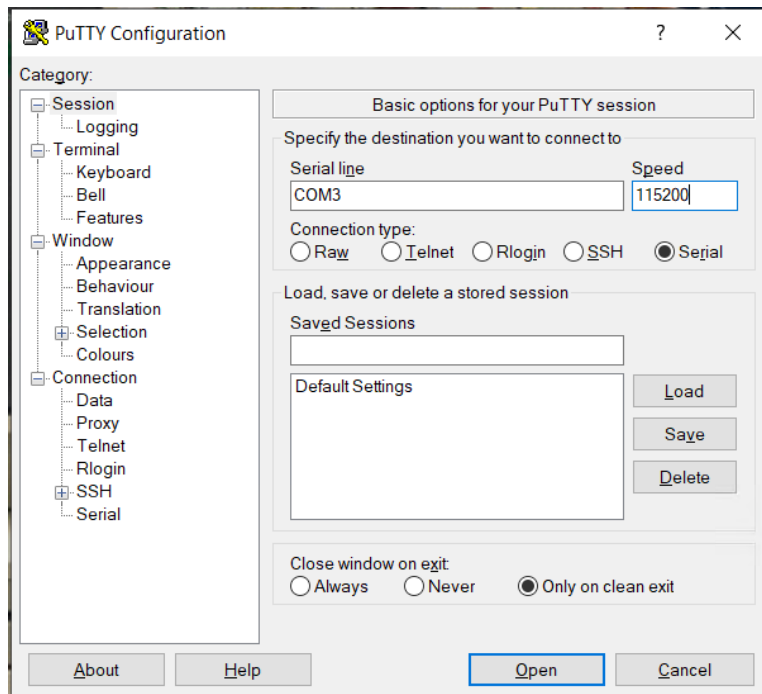 PuTTY Configuration
Category:
Session
Logging
Terminal
Keyboard
Bell
Features
Window
Appearance
Behaviour
Translation
Selection
Colours
Connection
Data
Proxy
Telnet
Rlogin
SSH
Serial
Basic options for your PuTTY session
Specify the destination you want to connect to
Serial line Speed
COM3 115200
Connection type:
Raw Telnet Rlogin SSH Serial
Load, save or delete a stored session
Saved Sessions
Default Settings
Load
Save
Delete
Close window on exit:
Always Never Only on clean exit
About Help Open Cancel